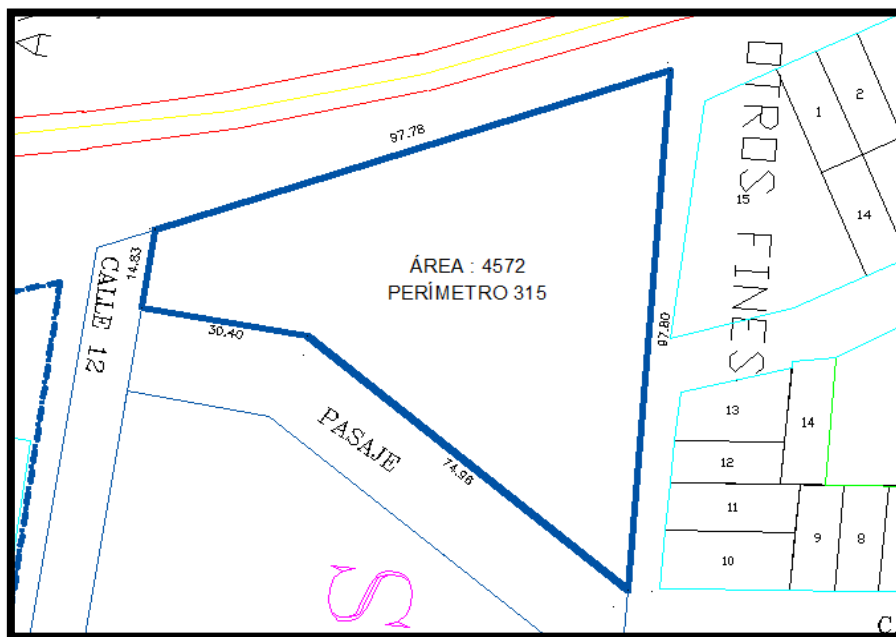 A
97.78
OTROS FINES
1
2
15
14
14.83
CALLE 12
ÁREA : 4572
PERÍMETRO 315
30.40
97.80
PASAJE
74.96
13
14
12
11
10
9
8
S
C